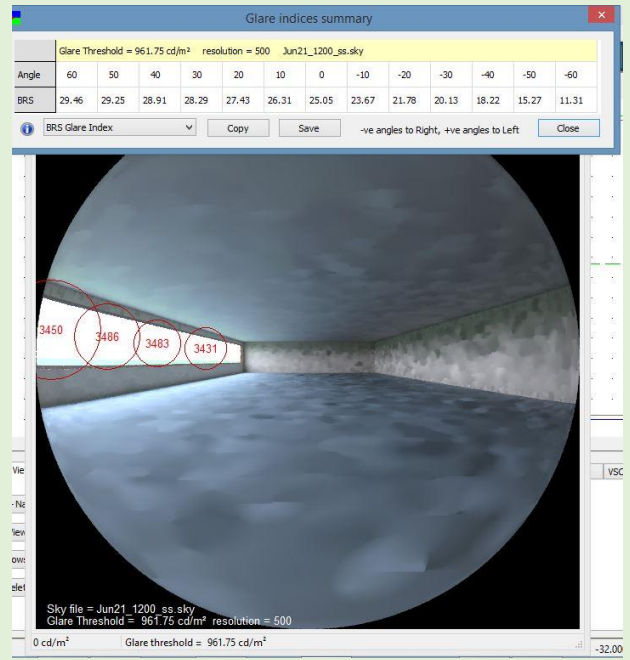 Glare indices summary
Glare Threshold = 961.75 cd/m² resolution = 500 Jun21_1200_ss.sky
Angle 60 50 40 30 20 10 0 -10 -20 -30 -40 -50 -60
BRS 29.46 29.25 28.91 28.29 27.43 26.31 25.05 23.67 21.78 20.13 18.22 15.27 11.31
BRS Glare Index Copy Save -ve angles to Right, +ve angles to Left Close
3450 3486 3483 3431
Sky file = Jun21_1200_ss.sky
Glare Threshold = 961.75 cd/m² resolution = 500
0 cd/m² Glare threshold = 961.75 cd/m²